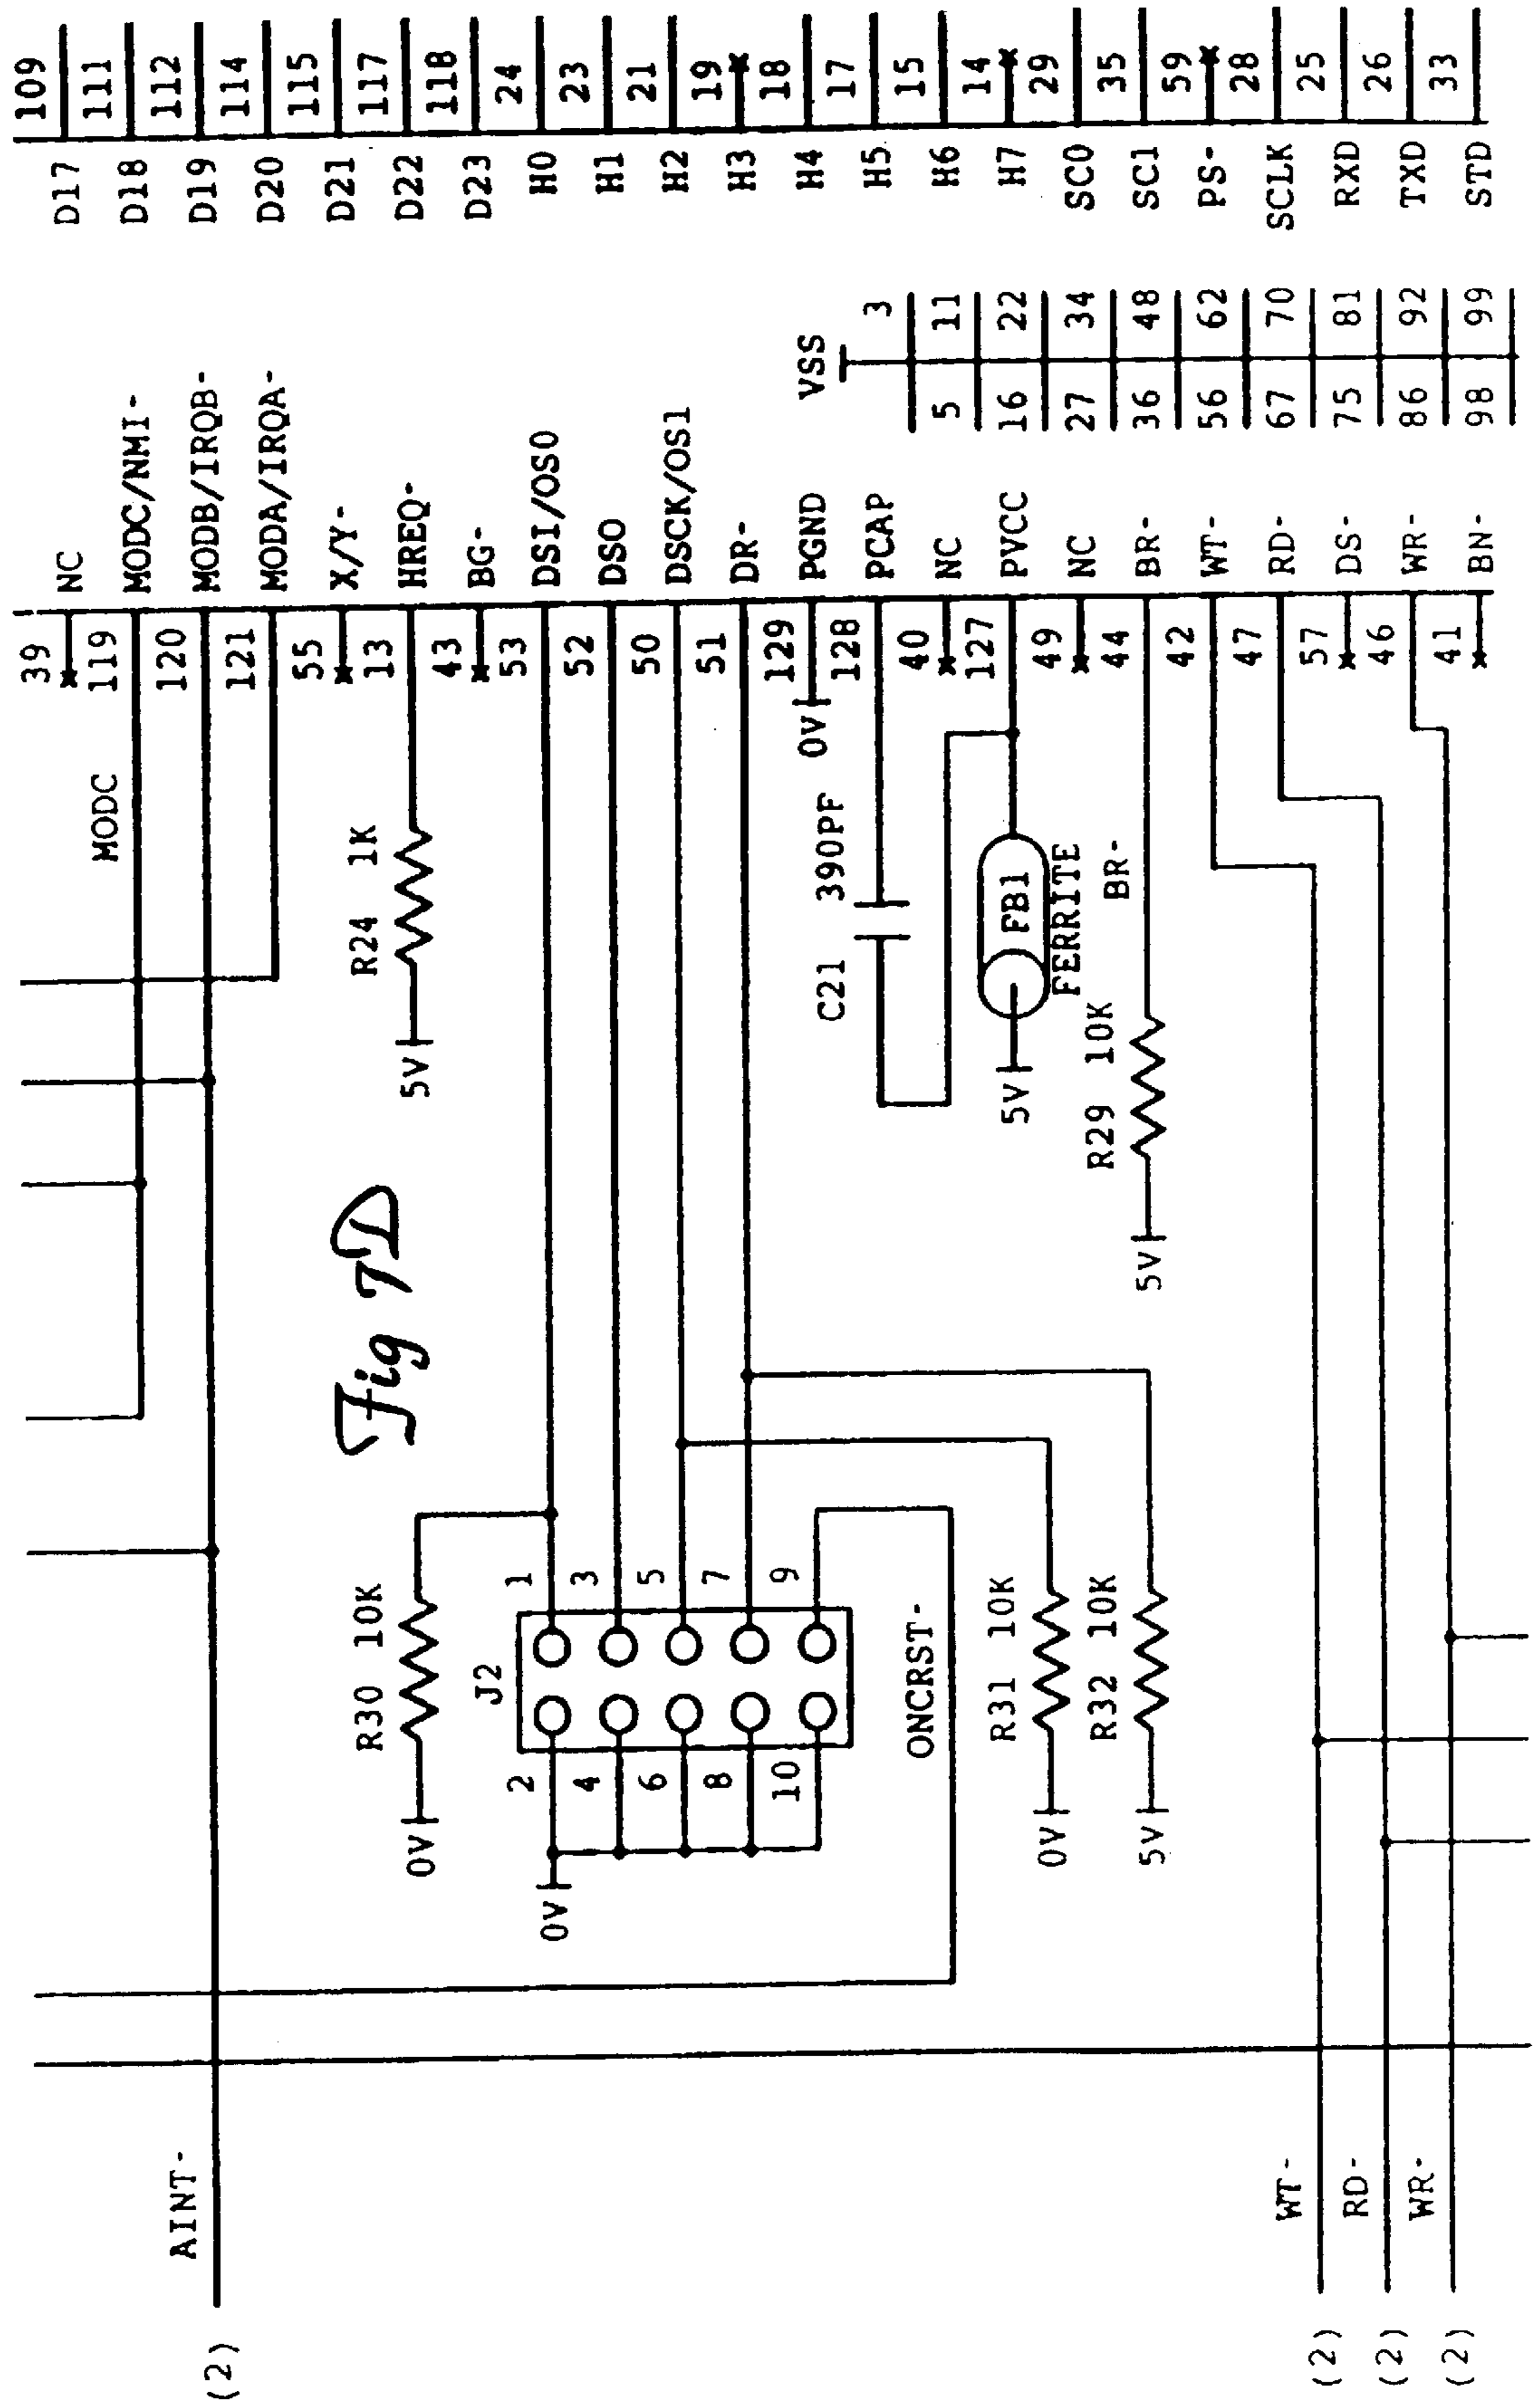 39 NC D17 109
MODC 119 MODC/NMI- D18 111
AINT- 120 MODB/IRQB- D19 112
(2) 121 MODA/IRQA- D20 114
55 X/Y- D21 115
Fig 7D
R30 10K R24 1K 13 HREQ- D22 117
0V 5V 43 BG- D23 118
J2
2 1 53 DSI/OS0 H0 24
0V 4 3 52 DSO H1 23
6 5 50 DSCK/OS1 H2 21
8 7 51 DR- H3 19
10 9 0V 129 PGND VSS H4 18
C21 390PF 128 PCAP 3 H5 17
ONCRST- 40 NC 5 11 H6 15
R31 10K 5V FB1 127 PVCC 16 22 H7 14
0V FERRITE 49 NC 27 34 SC0 29
R32 10K R29 10K BR- 44 BR- 36 48 SC1 35
5V 5V 42 WT- 56 62 PS- 59
WT- 47 RD- 67 70 SCLK 28
(2) RD- 57 DS- 75 81 RXD 25
(2) WR- 46 WR- 86 92 TXD 26
(2) 41 BN- 98 99 STD 33